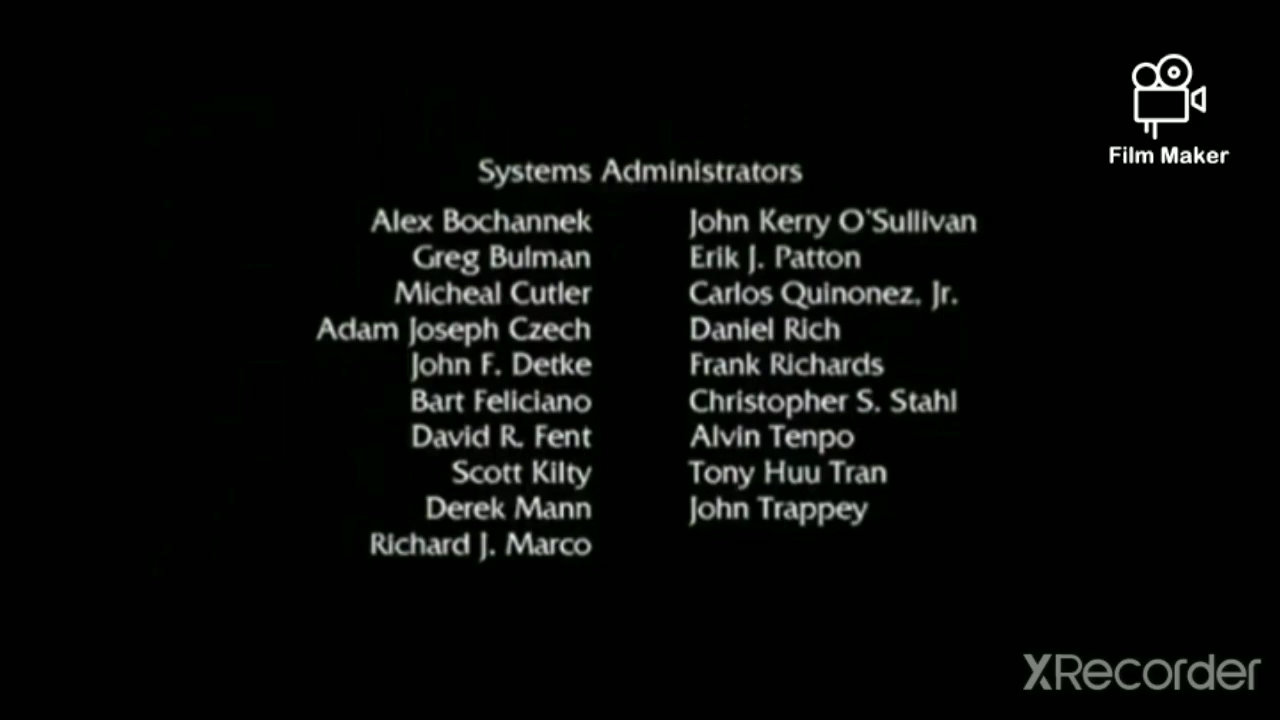 Film Maker
Systems Administrators
Alex Bochannek
Greg Bulman
Micheal Cutler
Adam Joseph Czech
John F. Detke
Bart Feliciano
David R. Fent
Scott Kilty
Derek Mann
Richard J. Marco
John Kerry O'Sullivan
Erik J. Patton
Carlos Quinonez, Jr.
Daniel Rich
Frank Richards
Christopher S. Stahl
Alvin Tenpo
Tony Huu Tran
John Trappey
XRecorder